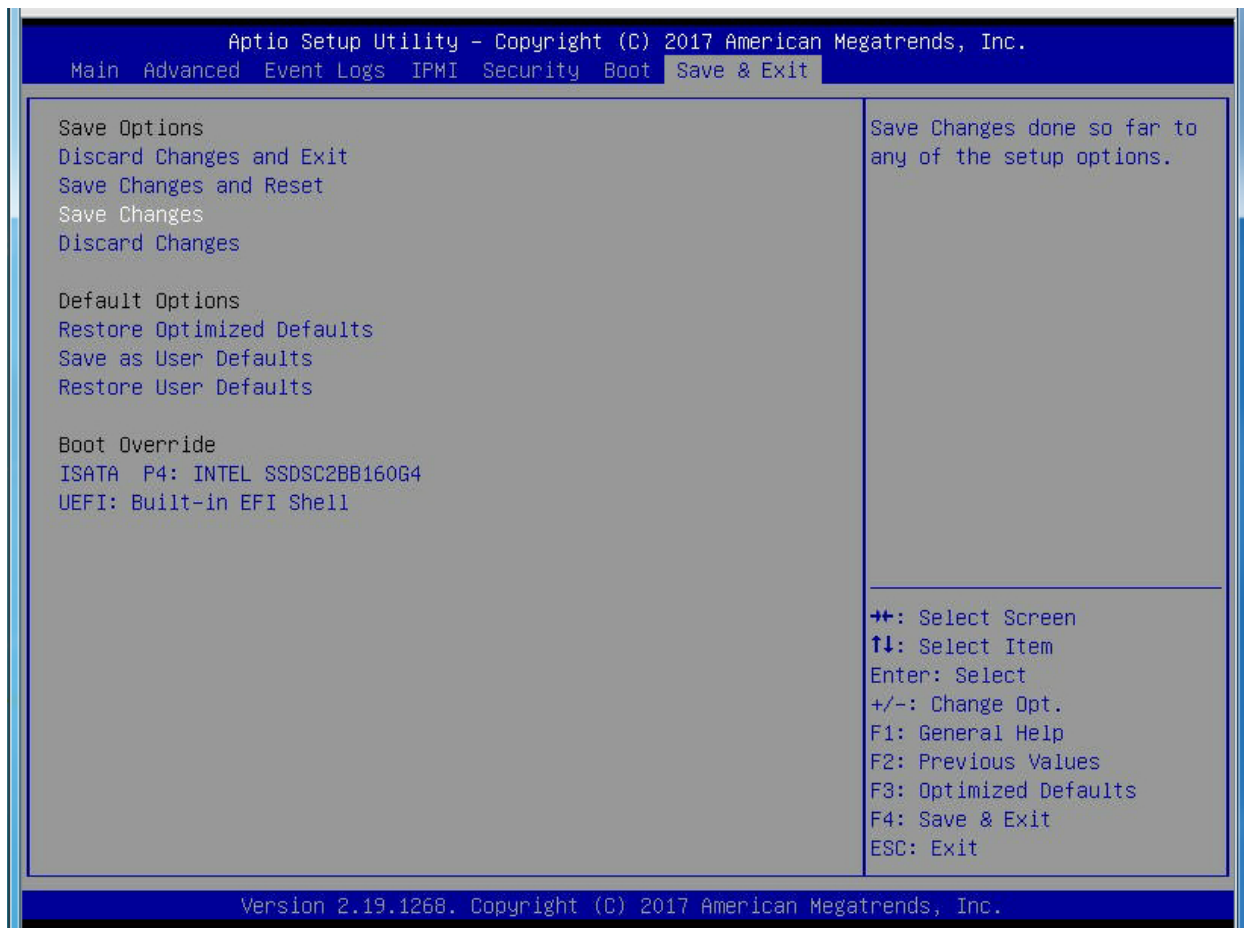 Aptio Setup Utility – Copyright (C) 2017 American Megatrends, Inc.
Main Advanced Event Logs IPMI Security Boot Save & Exit
Save Options
Discard Changes and Exit
Save Changes and Reset
Save Changes
Discard Changes
Default Options
Restore Optimized Defaults
Save as User Defaults
Restore User Defaults
Boot Override
ISATA P4: INTEL SSDSC2BB160G4
UEFI: Built-in EFI Shell
Save Changes done so far to
any of the setup options.
→←: Select Screen
↑↓: Select Item
Enter: Select
+/-: Change Opt.
F1: General Help
F2: Previous Values
F3: Optimized Defaults
F4: Save & Exit
ESC: Exit
Version 2.19.1268. Copyright (C) 2017 American Megatrends, Inc.